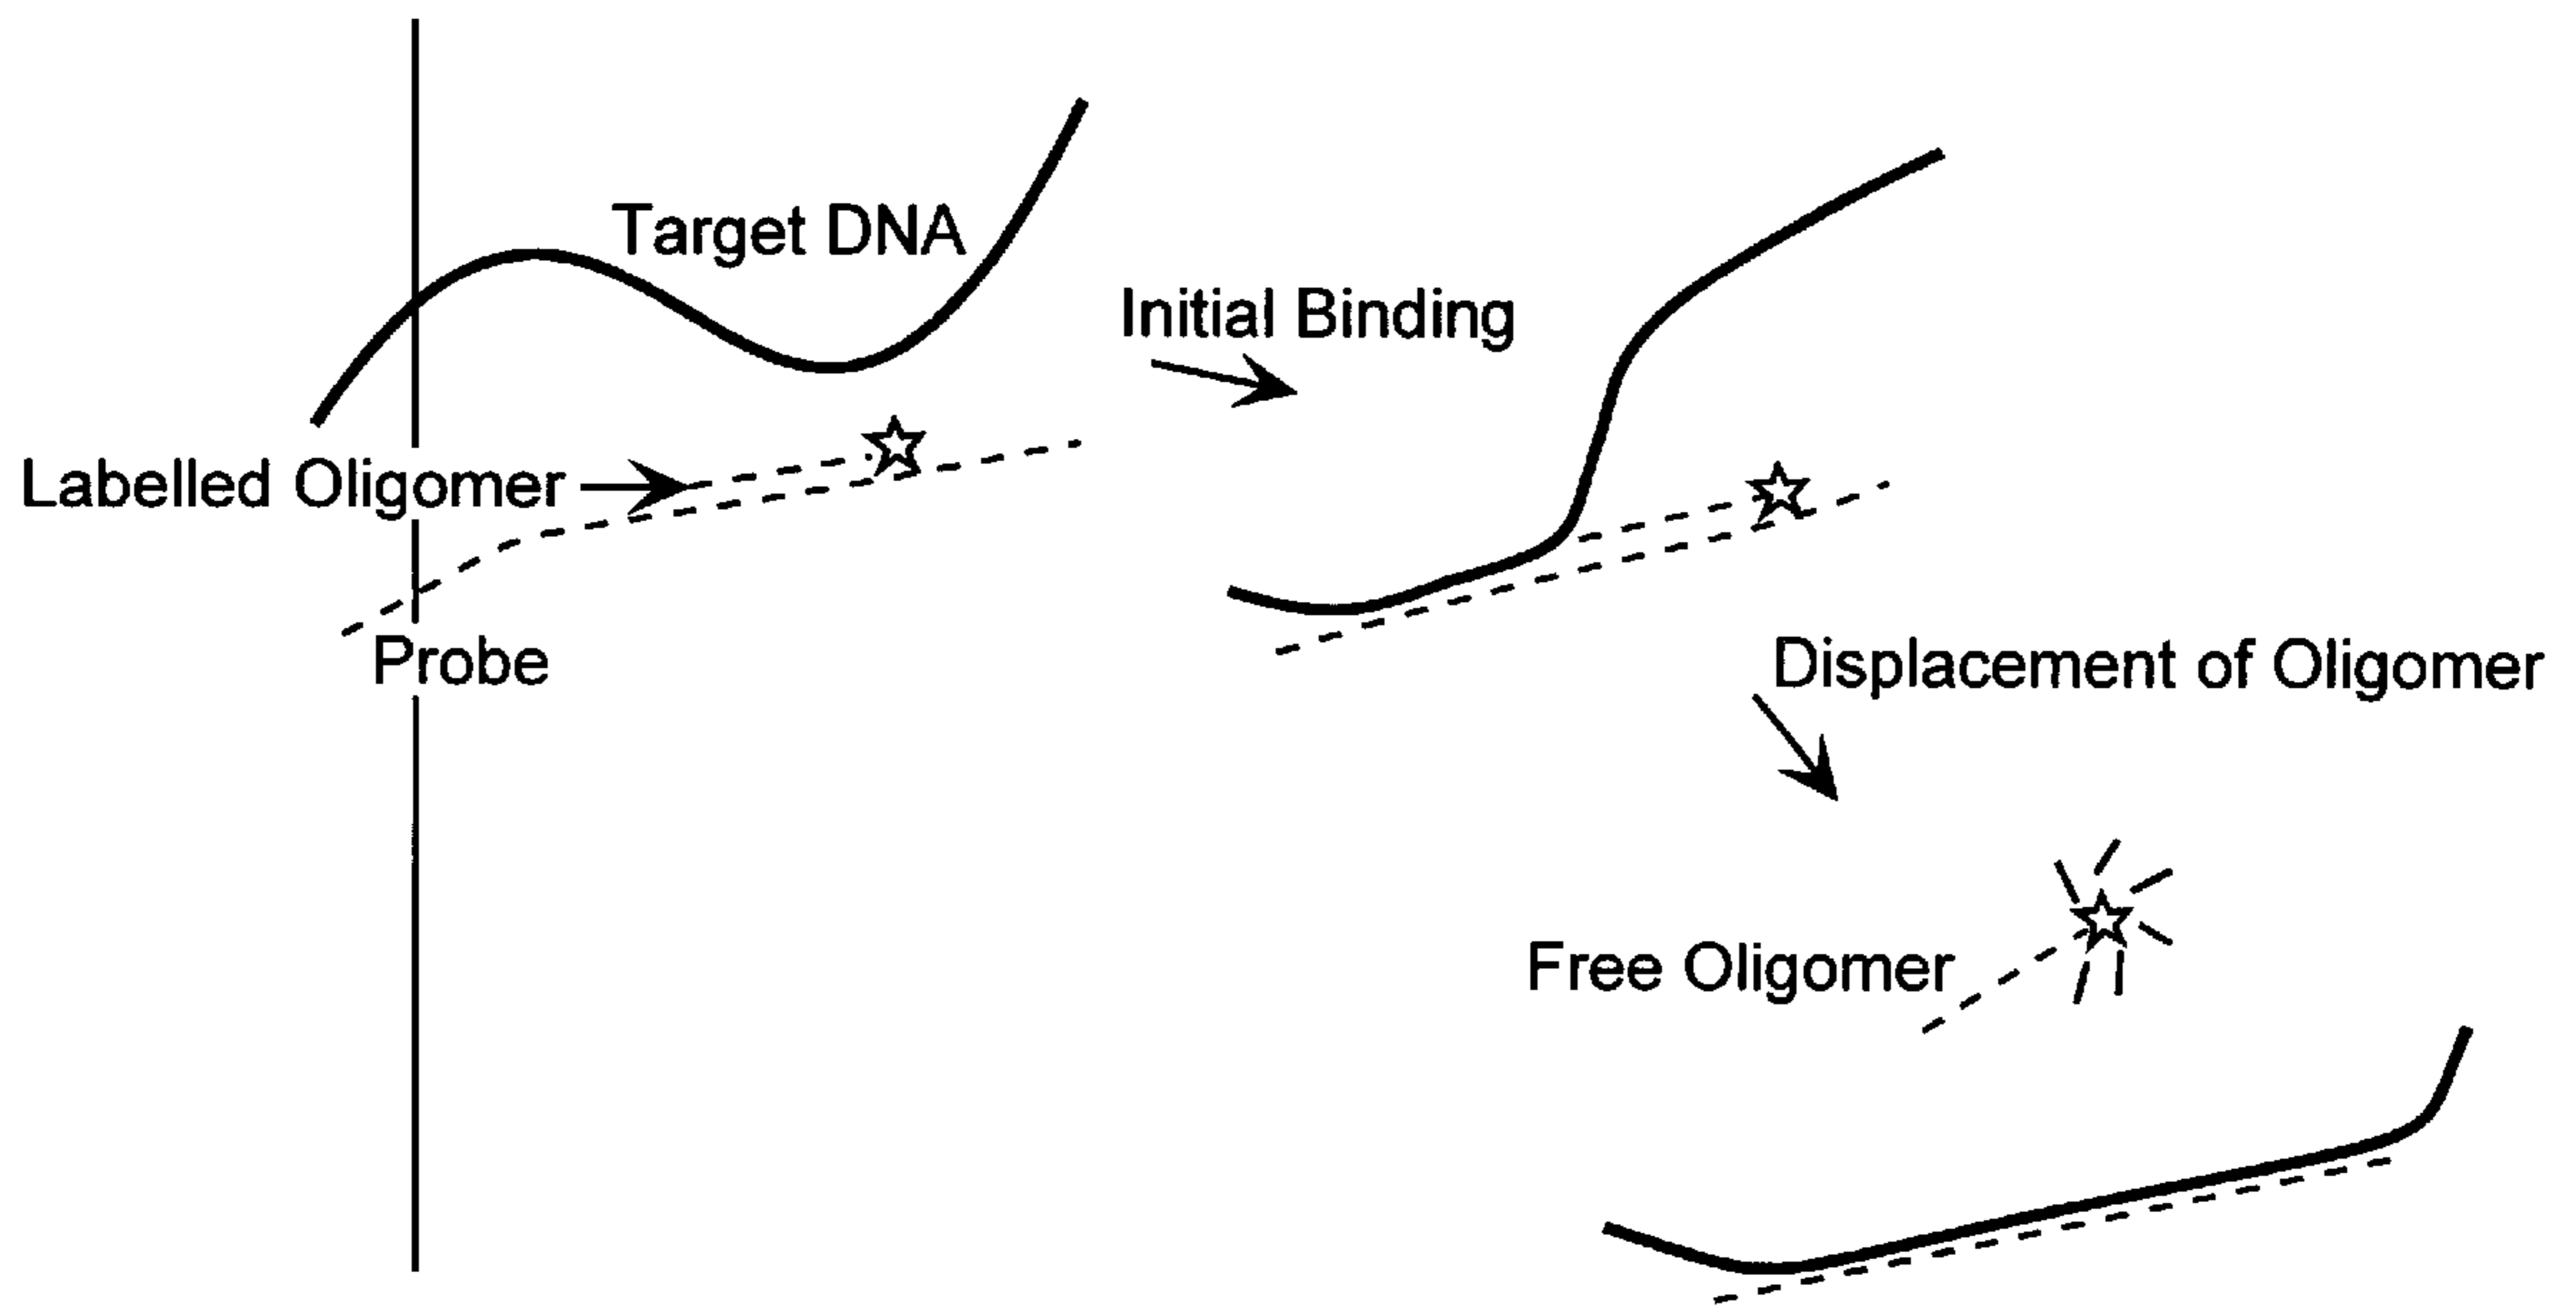 Target DNA
Initial Binding
Labelled Oligomer
Probe
Displacement of Oligomer
Free Oligomer